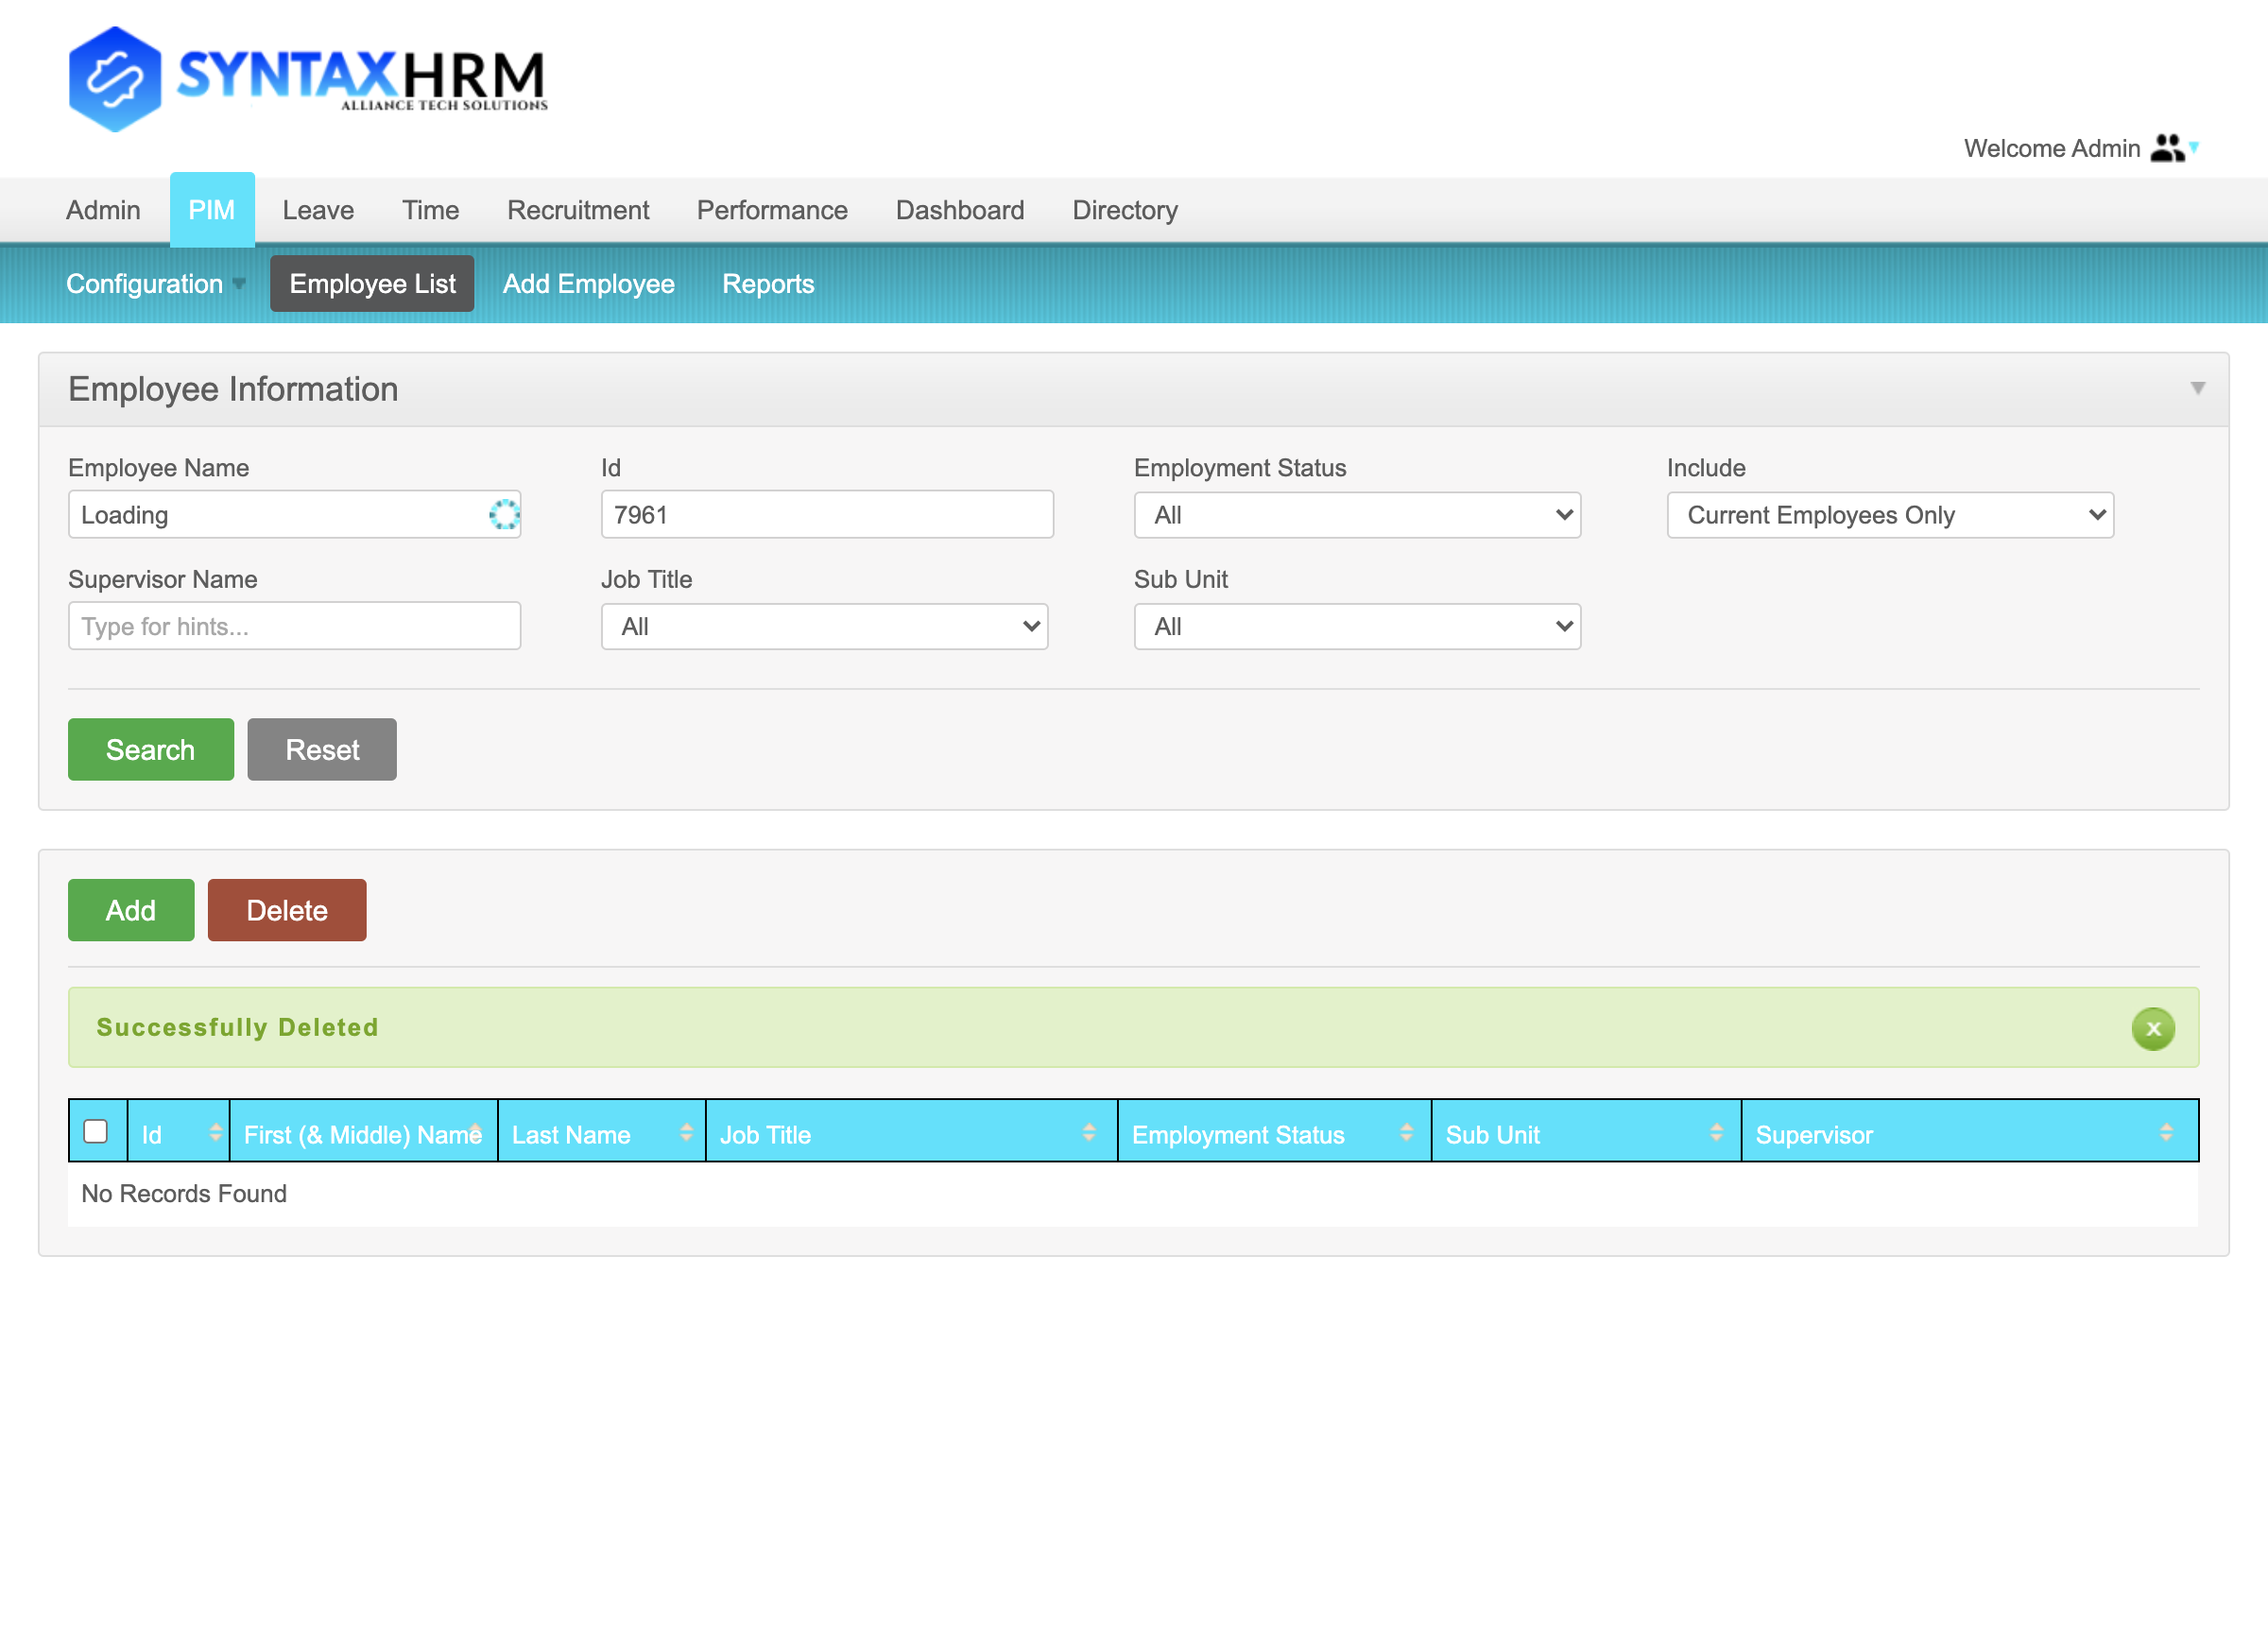 SYNTAXHRM
ALLIANCE TECH SOLUTIONS
Welcome Admin
Admin PIM Leave Time Recruitment Performance Dashboard Directory
Configuration Employee List Add Employee Reports
Employee Information
Employee Name Id Employment Status Include
Loading 7961 All Current Employees Only
Supervisor Name Job Title Sub Unit
Type for hints... All All
Search Reset
Add Delete
Successfully Deleted
x
Id First (& Middle) Name Last Name Job Title Employment Status Sub Unit Supervisor
No Records Found